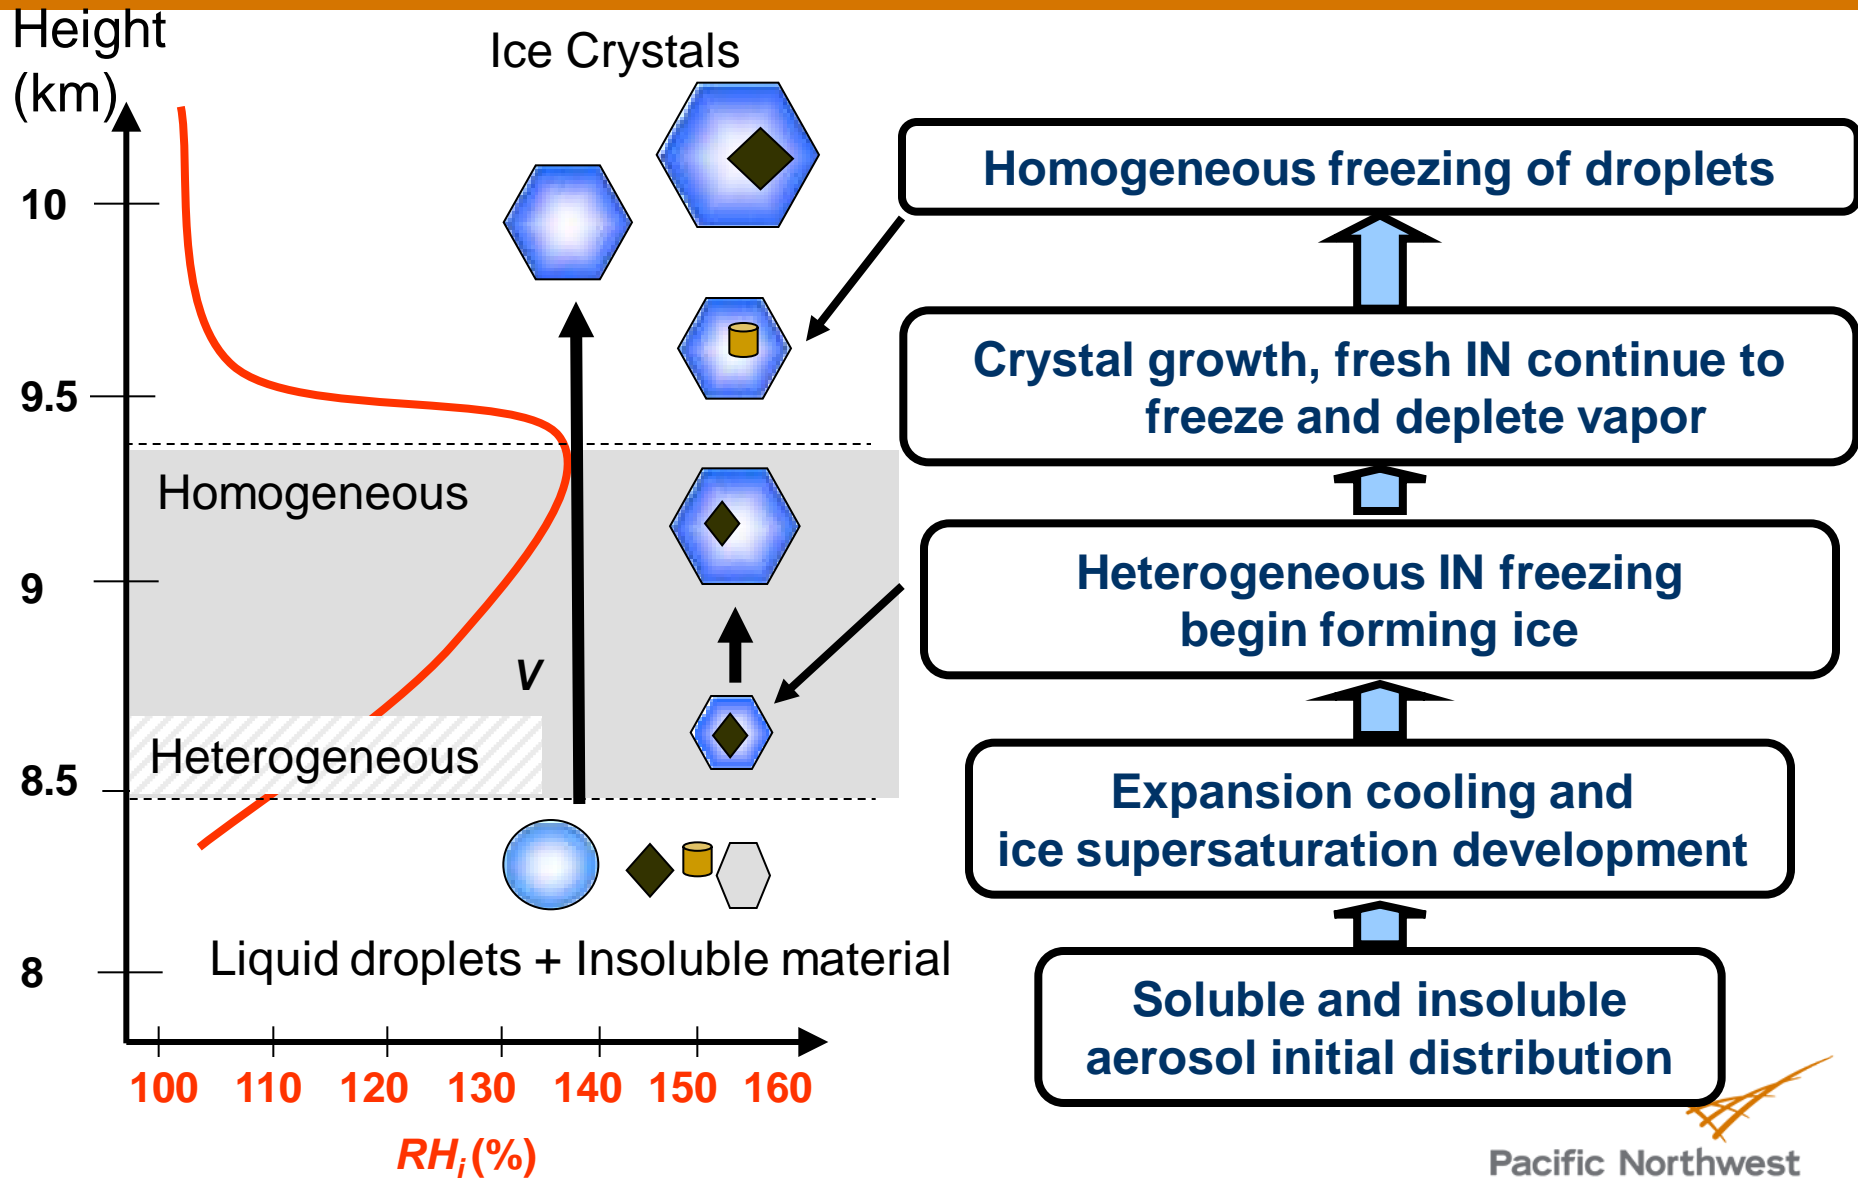 Height
(km)
Ice Crystals
10
9.5
9
8.5
8
Homogeneous
V
Heterogeneous
Liquid droplets + Insoluble material
100 110 120 130 140 150 160
RHi (%)
Homogeneous freezing of droplets
Crystal growth, fresh IN continue to
freeze and deplete vapor
Heterogeneous IN freezing
begin forming ice
Expansion cooling and
ice supersaturation development
Soluble and insoluble
aerosol initial distribution
Pacific Northwest